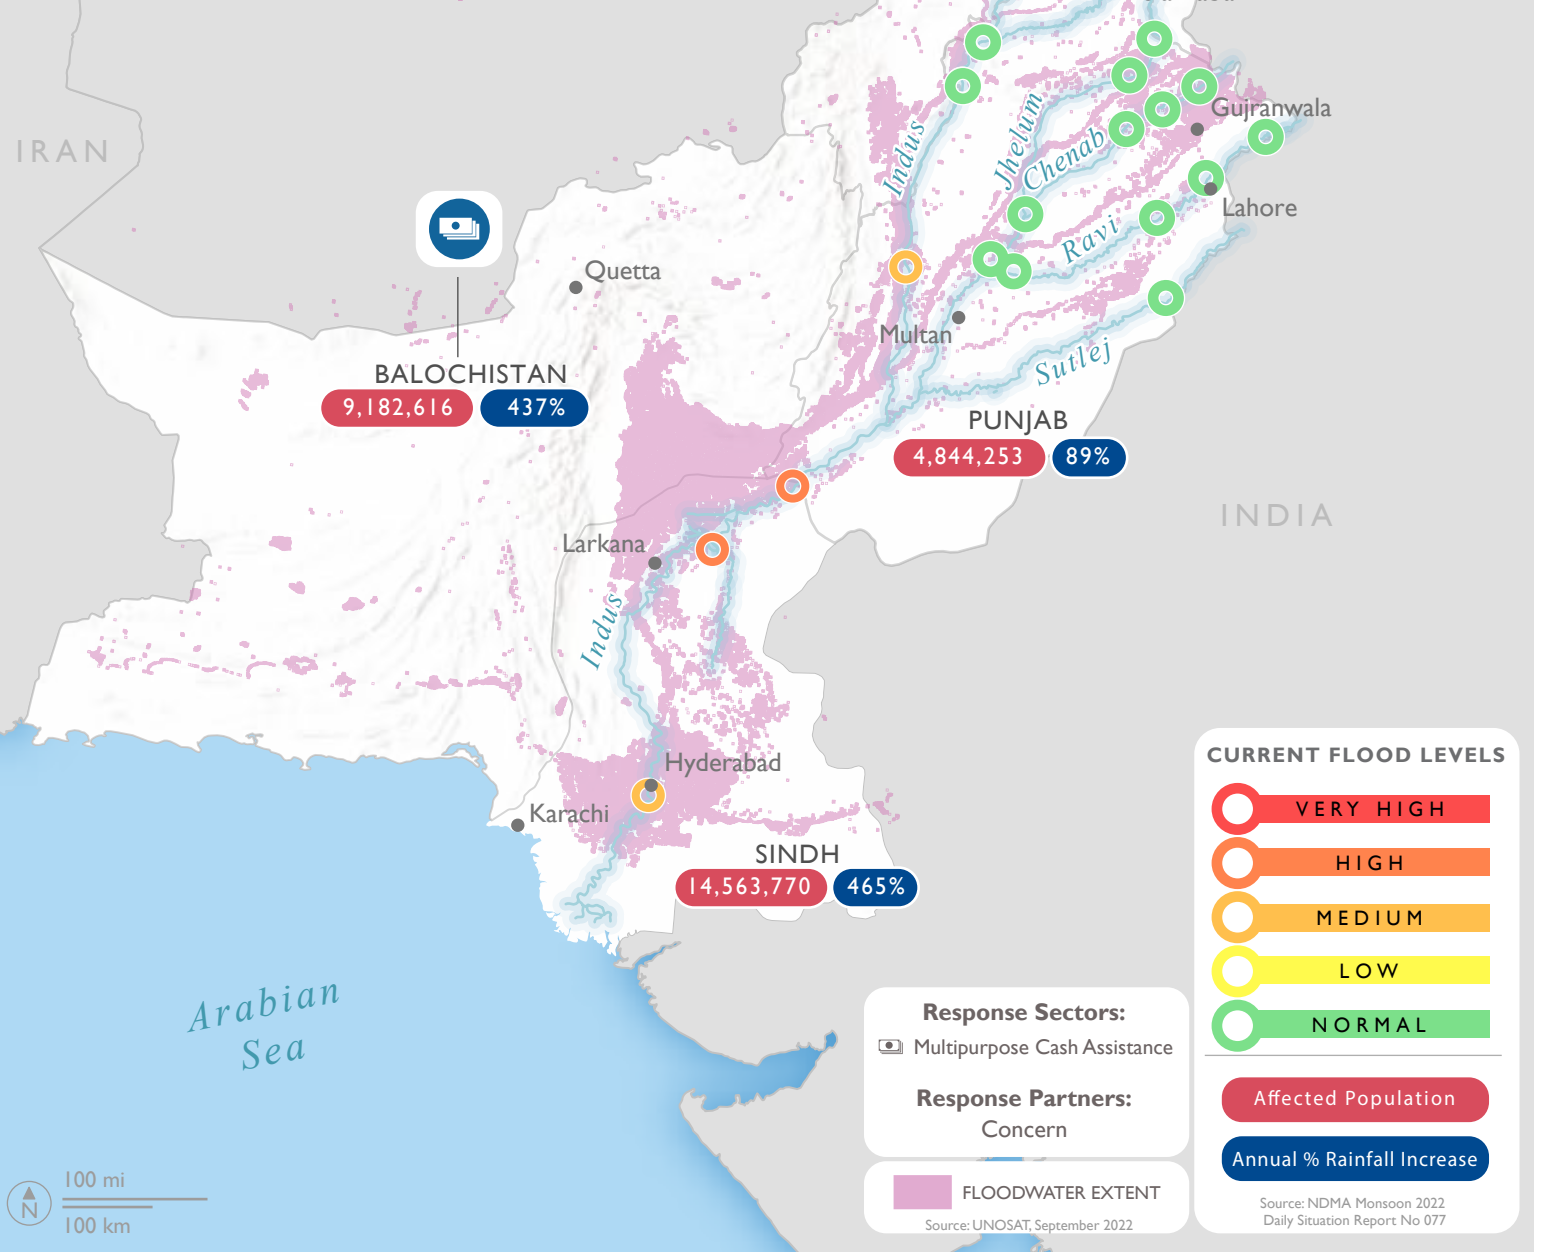 IRAN
Gujranwala
Indus
Jhelum
Chenab
Lahore
Ravi
Quetta
Multan
Sutlej
BALOCHISTAN
9,182,616 437%
PUNJAB
4,844,253 89%
INDIA
Larkana
Indus
Hyderabad
Karachi
SINDH
14,563,770 465%
Arabian
Sea
100 mi
N
100 km
Response Sectors:
Multipurpose Cash Assistance
Response Partners:
Concern
FLOODWATER EXTENT
Source: UNOSAT, September 2022
CURRENT FLOOD LEVELS
VERY HIGH
HIGH
MEDIUM
LOW
NORMAL
Affected Population
Annual % Rainfall Increase
Source: NDMA Monsoon 2022
Daily Situation Report No 077